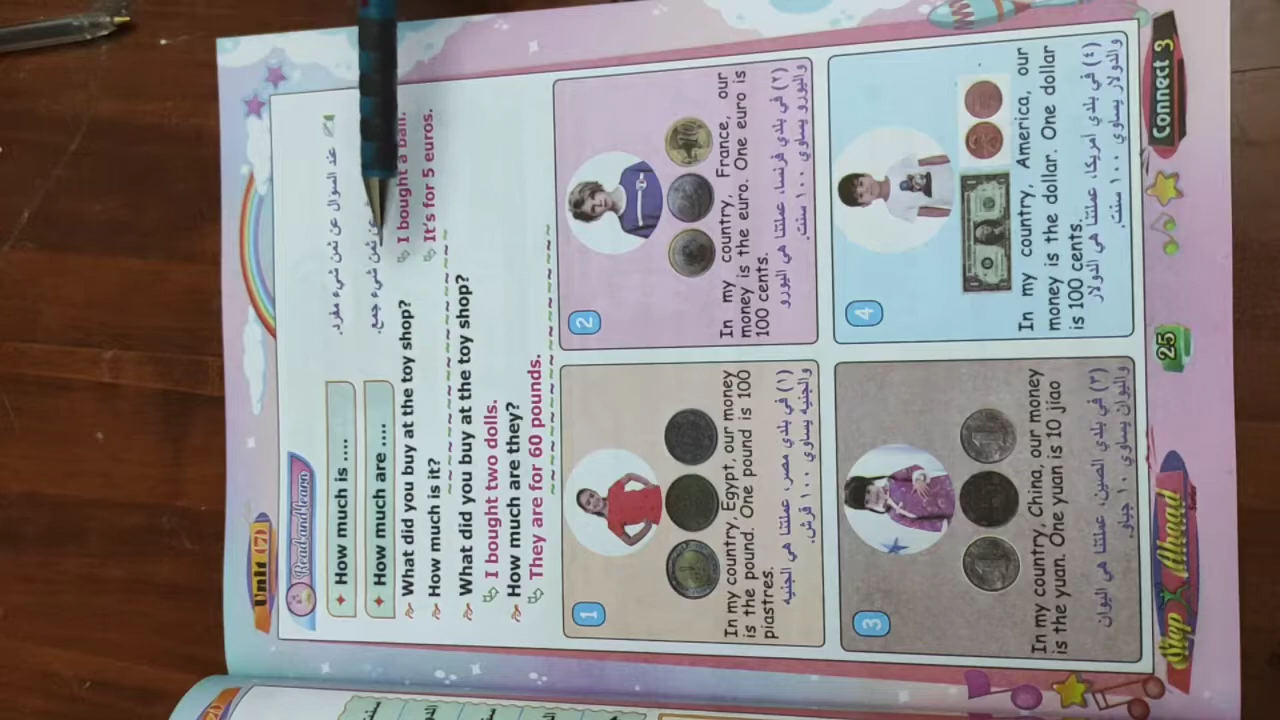 Unit (7)
Read and learn
How much is ....
عند السؤال عن ثمن شيء مفرد.
How much are ....
عن ثمن شيء جمع.
What did you buy at the toy shop?
I bought a ball.
How much is it?
It's for 5 euros.
What did you buy at the toy shop?
I bought two dolls.
How much are they?
They are for 60 pounds.
1
In my country, Egypt, our money
is the pound. One pound is 100
piastres.
(١) في بلدي مصر، عملتنا هي الجنيه
والجنيه يساوي ١٠٠ قرش.
2
In my country, France, our
money is the euro. One euro is
100 cents.
(٢) في بلدي فرنسا، عملتنا هي اليورو
واليورو يساوي ١٠٠ سنت.
3
In my country, China, our money
is the yuan. One yuan is 10 jiao
(٣) في بلدي الصين، عملتنا هي اليوان
واليوان يساوي ١٠ جياو.
4
In my country, America, our
money is the dollar. One dollar
is 100 cents.
(٤) في بلدي أمريكا، عملتنا هي الدولار
والدولار يساوي ١٠٠ سنت.
Step Ahead
25
Connect 3